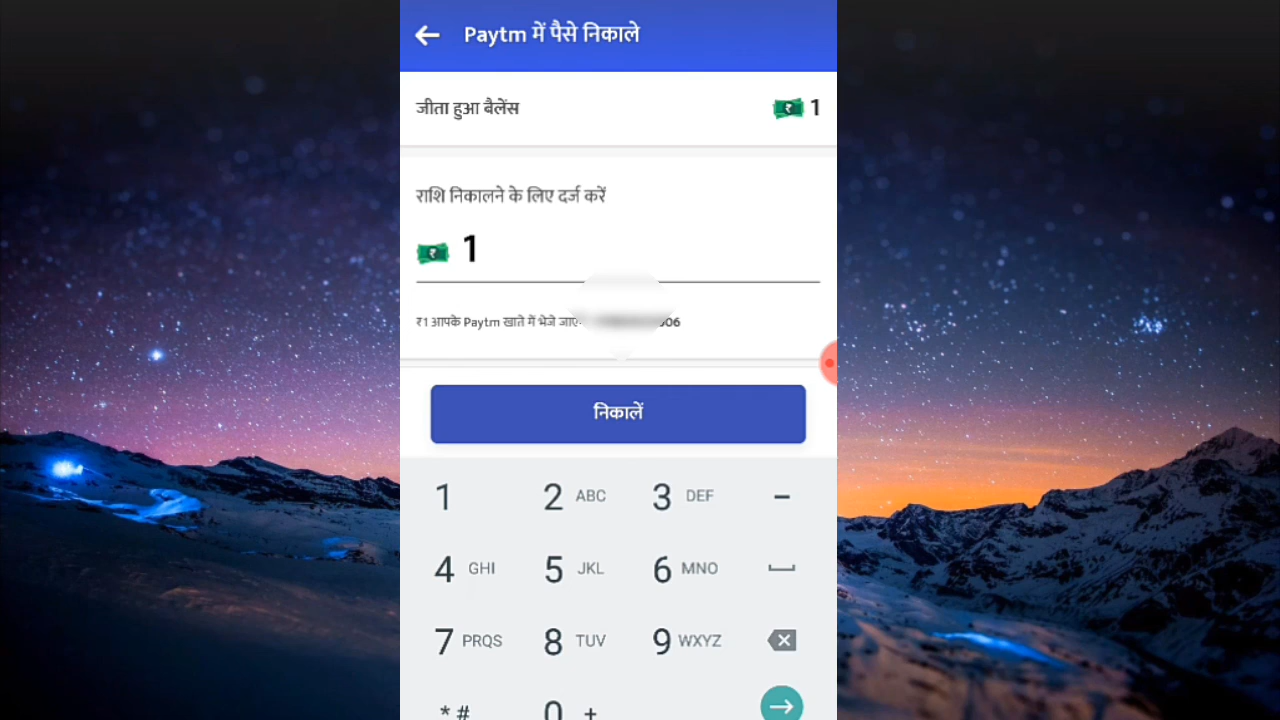 Paytm में पैसे निकाले
जीता हुआ बैलेंस
1
राशि निकालने के लिए दर्ज करें
1
₹1 आपके Paytm खाते में भेजे
निकालें
1
2 ABC
3 DEF
-
4 GHI
5 JKL
6 MNO
7 PRQS
8 TUV
9 WXYZ
* #
0 +